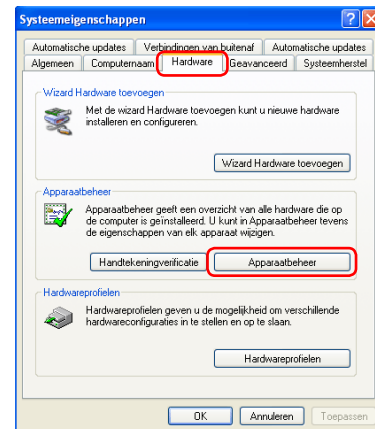 Systeemeigenschappen
Automatisch updates Verbindingen van buitenaf Automatische updates
Algemeen Computernaam Hardware Geavanceerd Systeemherstel
Wizard Hardware toevoegen
Met de wizard Hardware toevoegen kunt u nieuwe hardware
installeren en configureren.
Wizard Hardware toevoegen
Apparaatbeheer
Apparaatbeheer geeft een overzicht van alle hardware die op
de computer is geïnstalleerd. U kunt in Apparaatbeheer tevens
de eigenschappen van elk apparaat wijzigen.
Handtekeningverificatie Apparaatbeheer
Hardwareprofielen
Hardwareprofielen geven u de mogelijkheid om verschillende
hardwareconfiguraties in te stellen en op te slaan.
Hardwareprofielen
OK Annuleren Toepassen